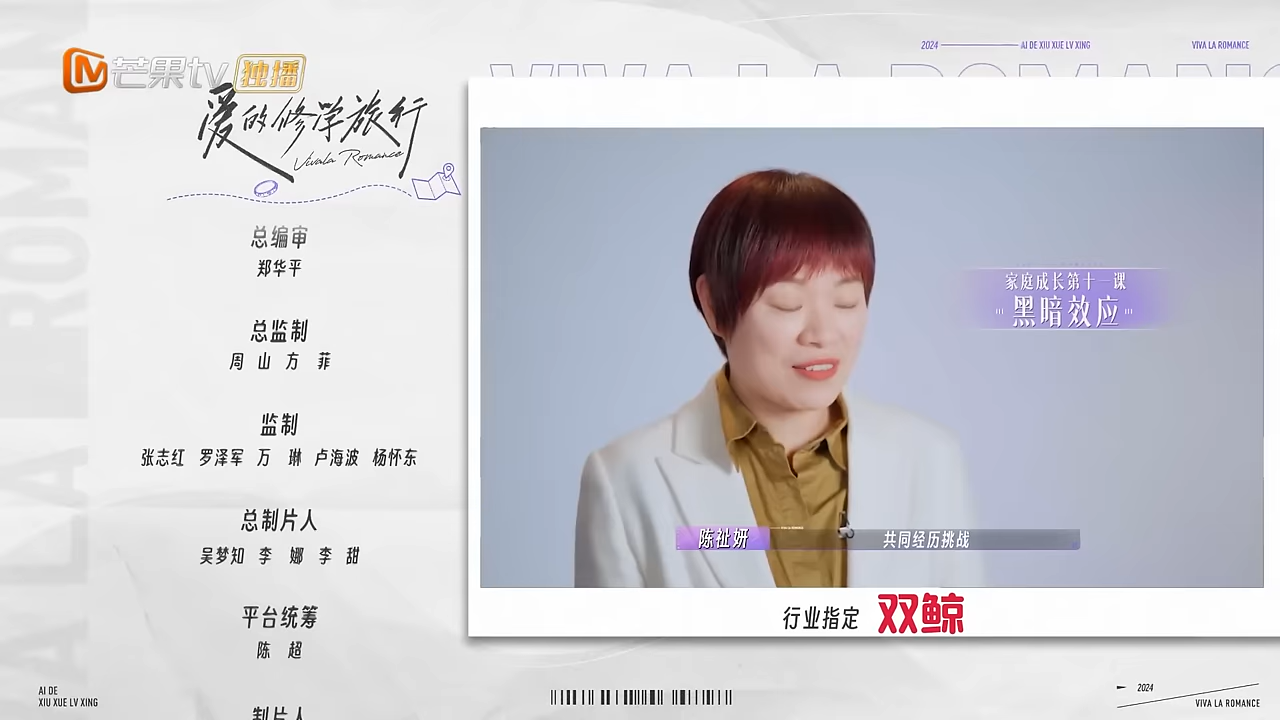 芒果tv 独播
爱的修学旅行
Vivala Romance
总编审
郑华平
总监制
周 山 方 菲
监制
张志红 罗泽军 万 琳 卢海波 杨怀东
总制片人
吴梦知 李 娜 李 甜
平台统筹
陈 超
制片人
AI DE
XIU XUE LV XING
2024 AI DE XIU XUE LV XING VIVA LA ROMANCE
VIVA LA ROMANC
家庭成长第十一课
黑暗效应
陈祉妍 共同经历挑战
行业指定 双鲸
2024
VIVA LA ROMANCE